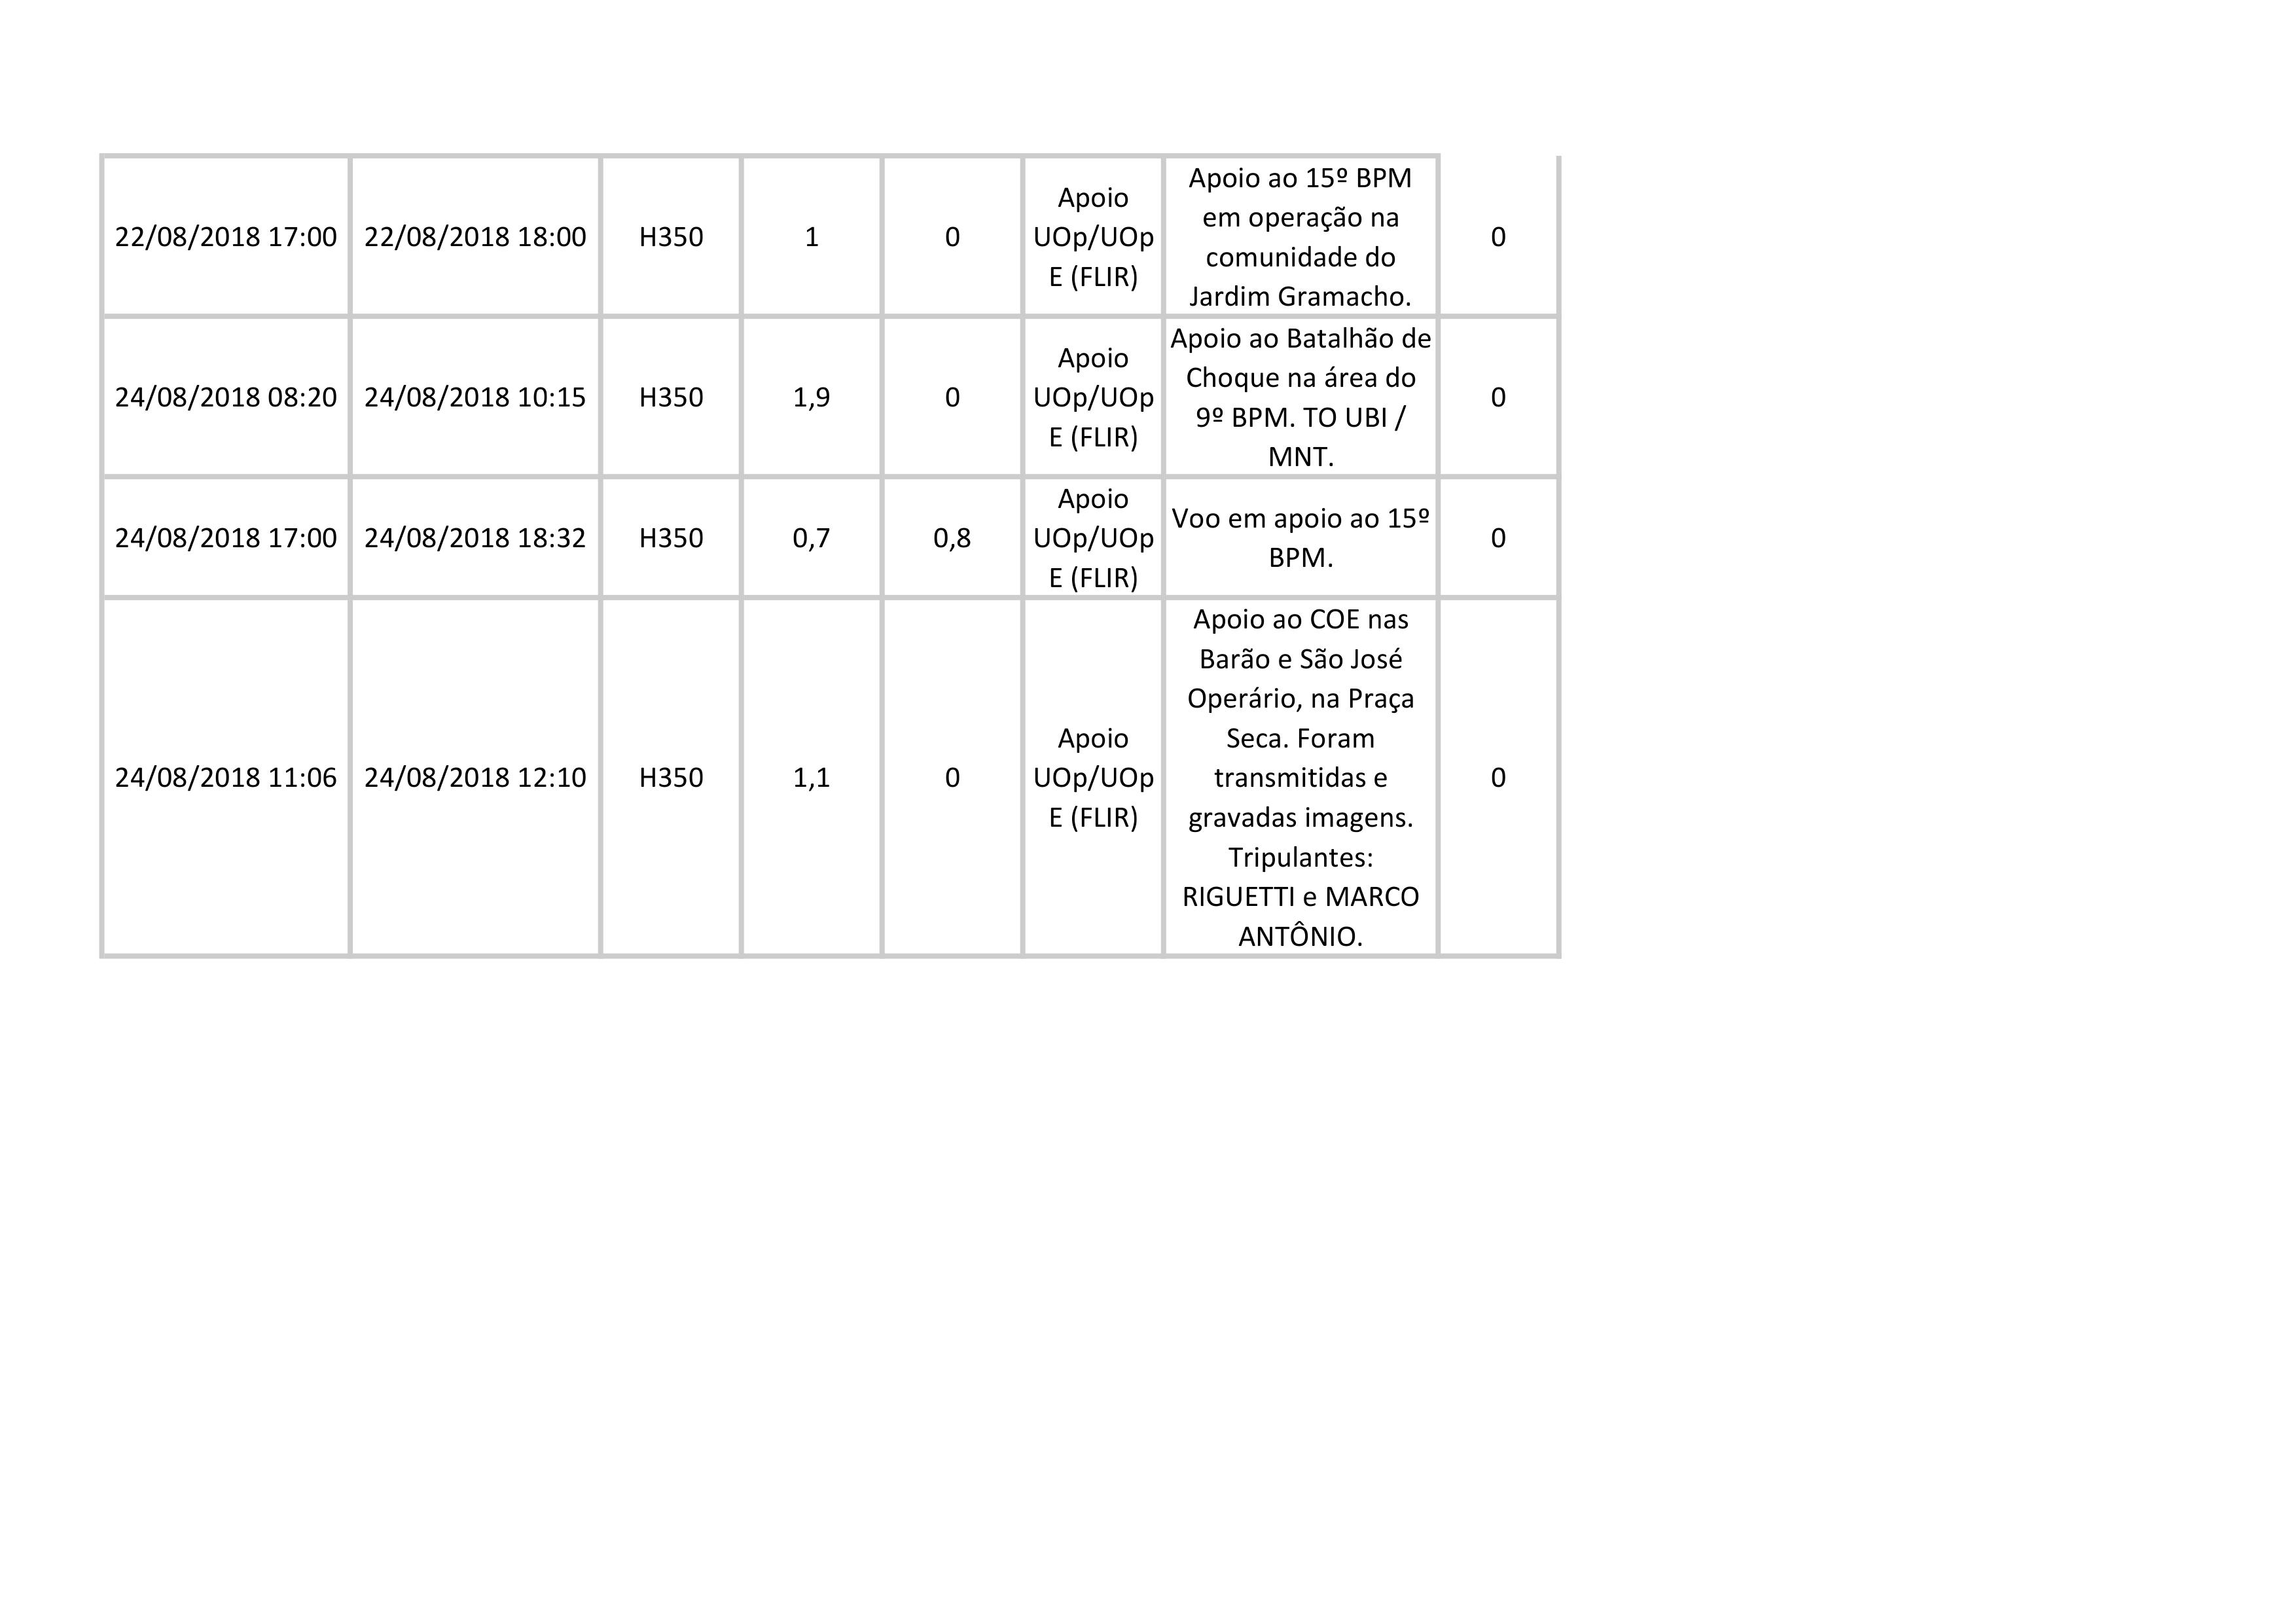 22/08/2018 17:00 22/08/2018 18:00 H350 1 0 Apoio UOp/UOp E (FLIR) Apoio ao 15º BPM em operação na comunidade do Jardim Gramacho. 0
24/08/2018 08:20 24/08/2018 10:15 H350 1,9 0 Apoio UOp/UOp E (FLIR) Apoio ao Batalhão de Choque na área do 9º BPM. TO UBI / MNT. 0
24/08/2018 17:00 24/08/2018 18:32 H350 0,7 0,8 Apoio UOp/UOp E (FLIR) Voo em apoio ao 15º BPM. 0
24/08/2018 11:06 24/08/2018 12:10 H350 1,1 0 Apoio UOp/UOp E (FLIR) Apoio ao COE nas Barão e São José Operário, na Praça Seca. Foram transmitidas e gravadas imagens. Tripulantes: RIGUETTI e MARCO ANTÔNIO. 0